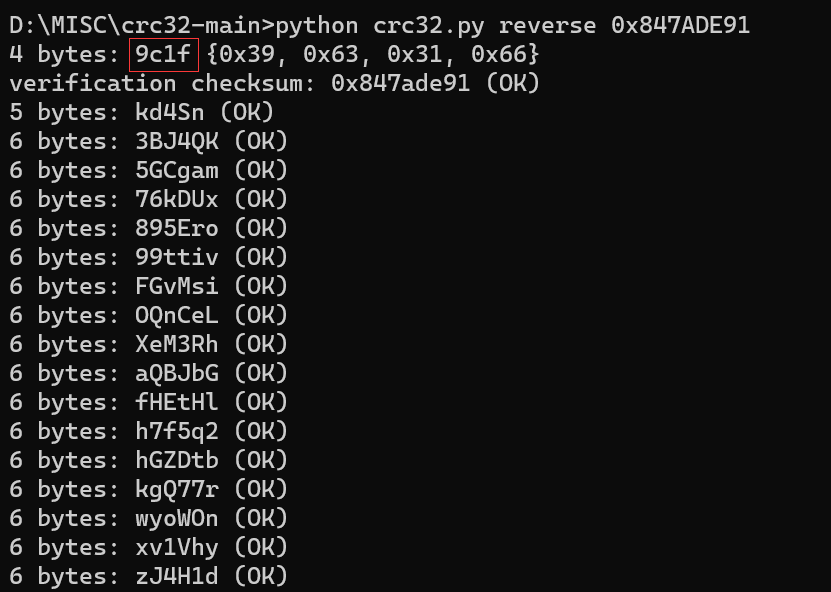 D:\MISC\crc32-main>python crc32.py reverse 0x847ADE91
4 bytes: 9c1f {0x39, 0x63, 0x31, 0x66}
verification checksum: 0x847ade91 (OK)
5 bytes: kd4Sn (OK)
6 bytes: 3BJ4QK (OK)
6 bytes: 5GCgam (OK)
6 bytes: 76kDUx (OK)
6 bytes: 895Ero (OK)
6 bytes: 99ttiv (OK)
6 bytes: FGvMsi (OK)
6 bytes: OQnCeL (OK)
6 bytes: XeM3Rh (OK)
6 bytes: aQBJbG (OK)
6 bytes: fHEtHl (OK)
6 bytes: h7f5q2 (OK)
6 bytes: hGZDtb (OK)
6 bytes: kgQ77r (OK)
6 bytes: wyoWOn (OK)
6 bytes: xv1Vhy (OK)
6 bytes: zJ4H1d (OK)